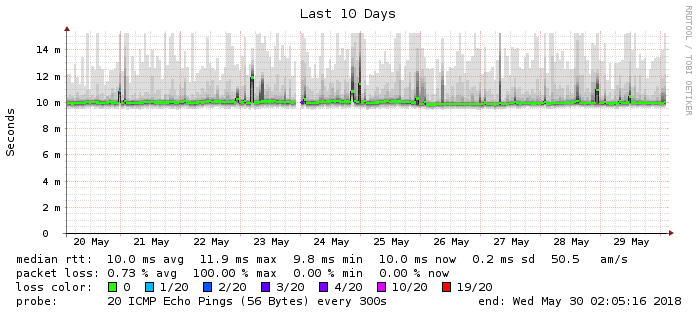 Last 10 Days
RRDTOOL / TOBI OETIKER
Seconds
14 m
12 m
10 m
8 m
6 m
4 m
2 m
0
20 May 21 May 22 May 23 May 24 May 25 May 26 May 27 May 28 May 29 May
median rtt: 10.0 ms avg 11.9 ms max 9.8 ms min 10.0 ms now 0.2 ms sd 50.5 am/s
packet loss: 0.73 % avg 100.00 % max 0.00 % min 0.00 % now
loss color: 0 1/20 2/20 3/20 4/20 10/20 19/20
probe: 20 ICMP Echo Pings (56 Bytes) every 300s end: Wed May 30 02:05:16 2018